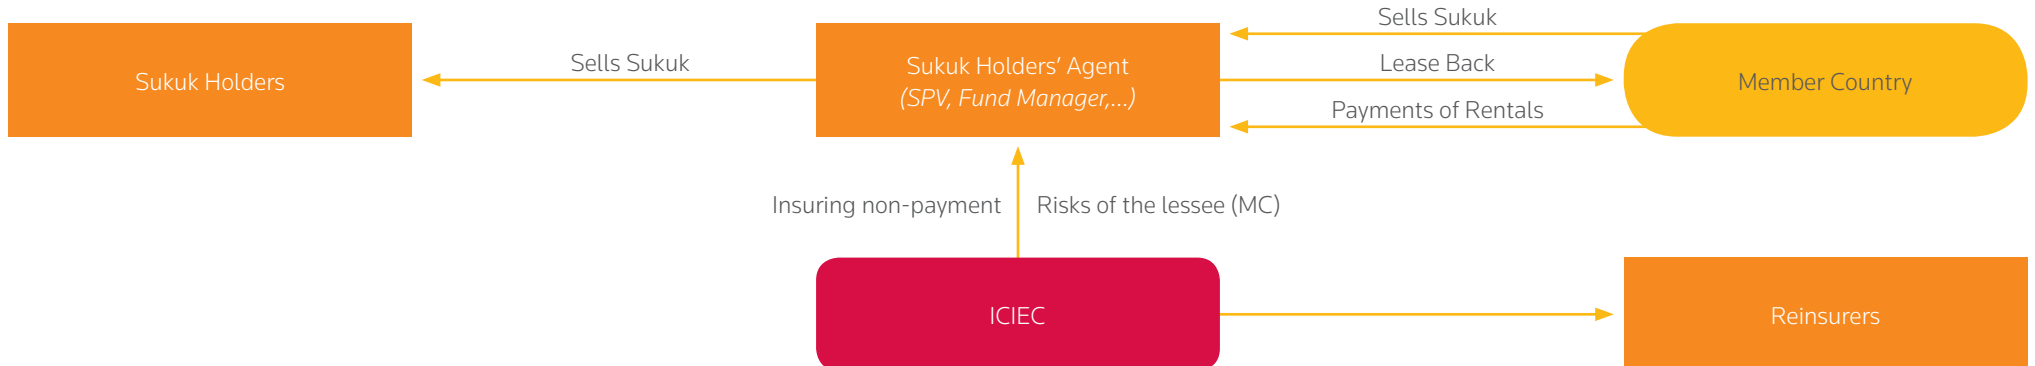 Sells Sukuk
Sukuk Holders
Sells Sukuk
Sukuk Holders' Agent
(SPV, Fund Manager,...)
Lease Back
Member Country
Payments of Rentals
Insuring non-payment
Risks of the lessee (MC)
ICIEC
Reinsurers